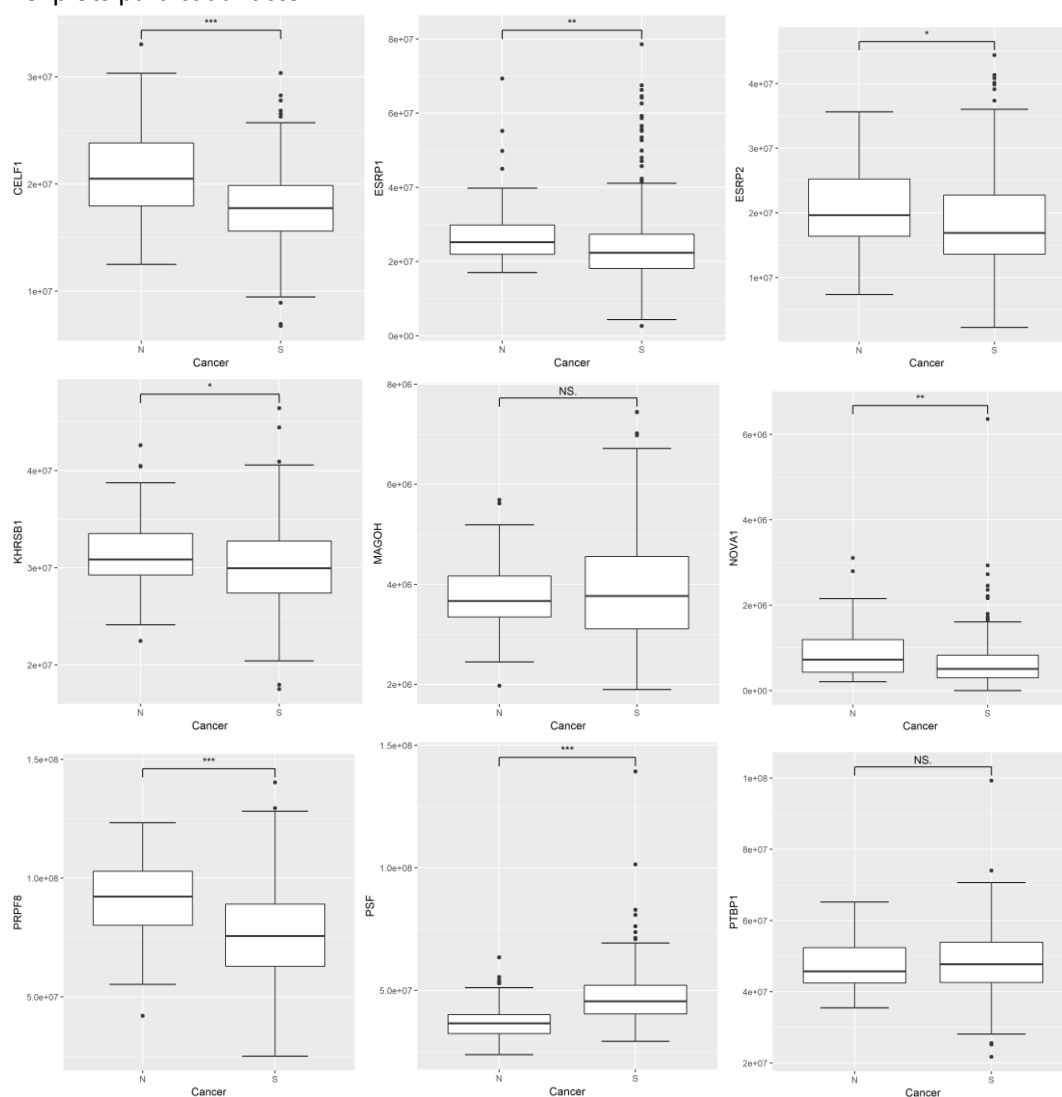 ***
3e+07
2e+07
1e+07
CELF1
N
S
Cancer
**
8e+07
6e+07
4e+07
2e+07
0e+00
ESRP1
N
S
Cancer
*
4e+07
3e+07
2e+07
1e+07
ESRP2
N
S
Cancer
*
4e+07
3e+07
2e+07
KHRSB1
N
S
Cancer
NS.
8e+06
6e+06
4e+06
2e+06
MAGOH
N
S
Cancer
**
6e+06
4e+06
2e+06
0e+00
NOVA1
N
S
Cancer
***
1.5e+08
1.0e+08
5.0e+07
PRPF8
N
S
Cancer
***
1.5e+08
1.0e+08
5.0e+07
PSF
N
S
Cancer
NS.
1e+08
8e+07
6e+07
4e+07
2e+07
PTBP1
N
S
Cancer